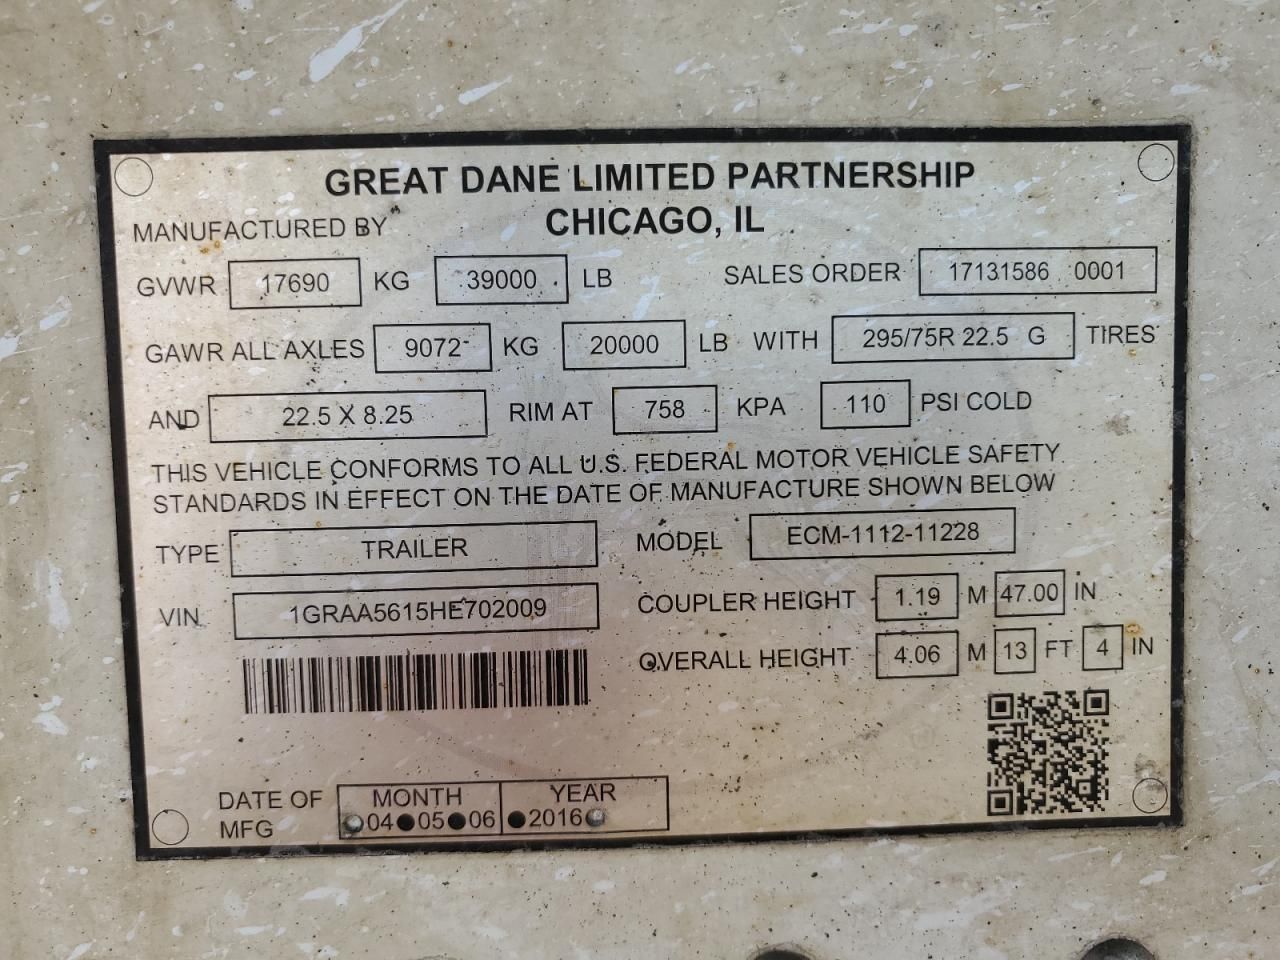 GREAT DANE LIMITED PARTNERSHIP
MANUFACTURED BY CHICAGO, IL
GVWR 17690 KG 39000 LB SALES ORDER 17131586 0001
GAWR ALL AXLES 9072 KG 20000 LB WITH 295/75R 22.5 G TIRES
AND 22.5 X 8.25 RIM AT 758 KPA 110 PSI COLD
THIS VEHICLE CONFORMS TO ALL U.S. FEDERAL MOTOR VEHICLE SAFETY
STANDARDS IN EFFECT ON THE DATE OF MANUFACTURE SHOWN BELOW
TYPE TRAILER MODEL ECM-1112-11228
VIN 1GRAA5615HE702009 COUPLER HEIGHT 1.19 M 47.00 IN
OVERALL HEIGHT 4.06 M 13 FT 4 IN
DATE OF MFG MONTH YEAR
04 05 06 2016